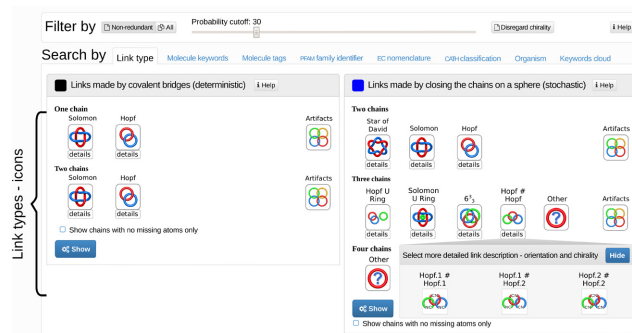 Filter by
Non-redundant
All
Probability cutoff: 30
Disregard chirality
i Help
Search by
Link type
Molecule keywords
Molecule tags
PFAM family identifier
EC nomenclature
CATH classification
Organism
Keywords cloud
Links made by covalent bridges (deterministic)
i Help
One chain
Solomon
Hopf
Artifacts
details
details
Two chains
Solomon
Hopf
Artifacts
details
details
Show chains with no missing atoms only
Show
Link types - icons
Links made by closing the chains on a sphere (stochastic)
i Help
Two chains
Star of
David
Solomon
Hopf
Artifacts
details
details
details
Three chains
Hopf U
Ring
Solomon
U Ring
6³₃
Hopf #
Hopf
Other
Artifacts
?
details
details
details
details
Four chains
Other
?
Select more detailed link description - orientation and chirality
Hide
Hopf.1 #
Hopf.1
Hopf.1 #
Hopf.2
Hopf.2 #
Hopf.2
Show
Show chains with no missing atoms only